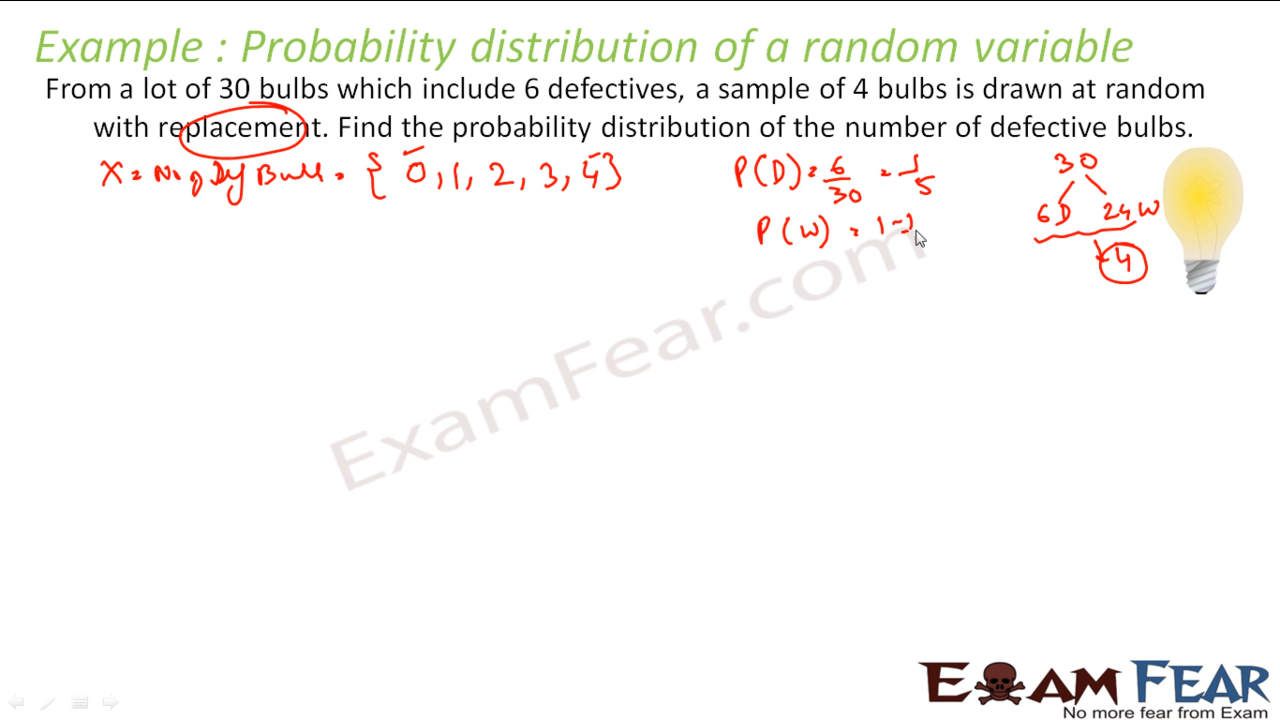 Example : Probability distribution of a random variable
From a lot of 30 bulbs which include 6 defectives, a sample of 4 bulbs is drawn at random
with replacement. Find the probability distribution of the number of defective bulbs.
X = No of Def Bulb = { 0, 1, 2, 3, 4 }
P(D) = 6/30 = 1/5
P(W) = 1 -
30
6D 24W
4
ExamFear.com
EXAM FEAR
No more fear from Exam